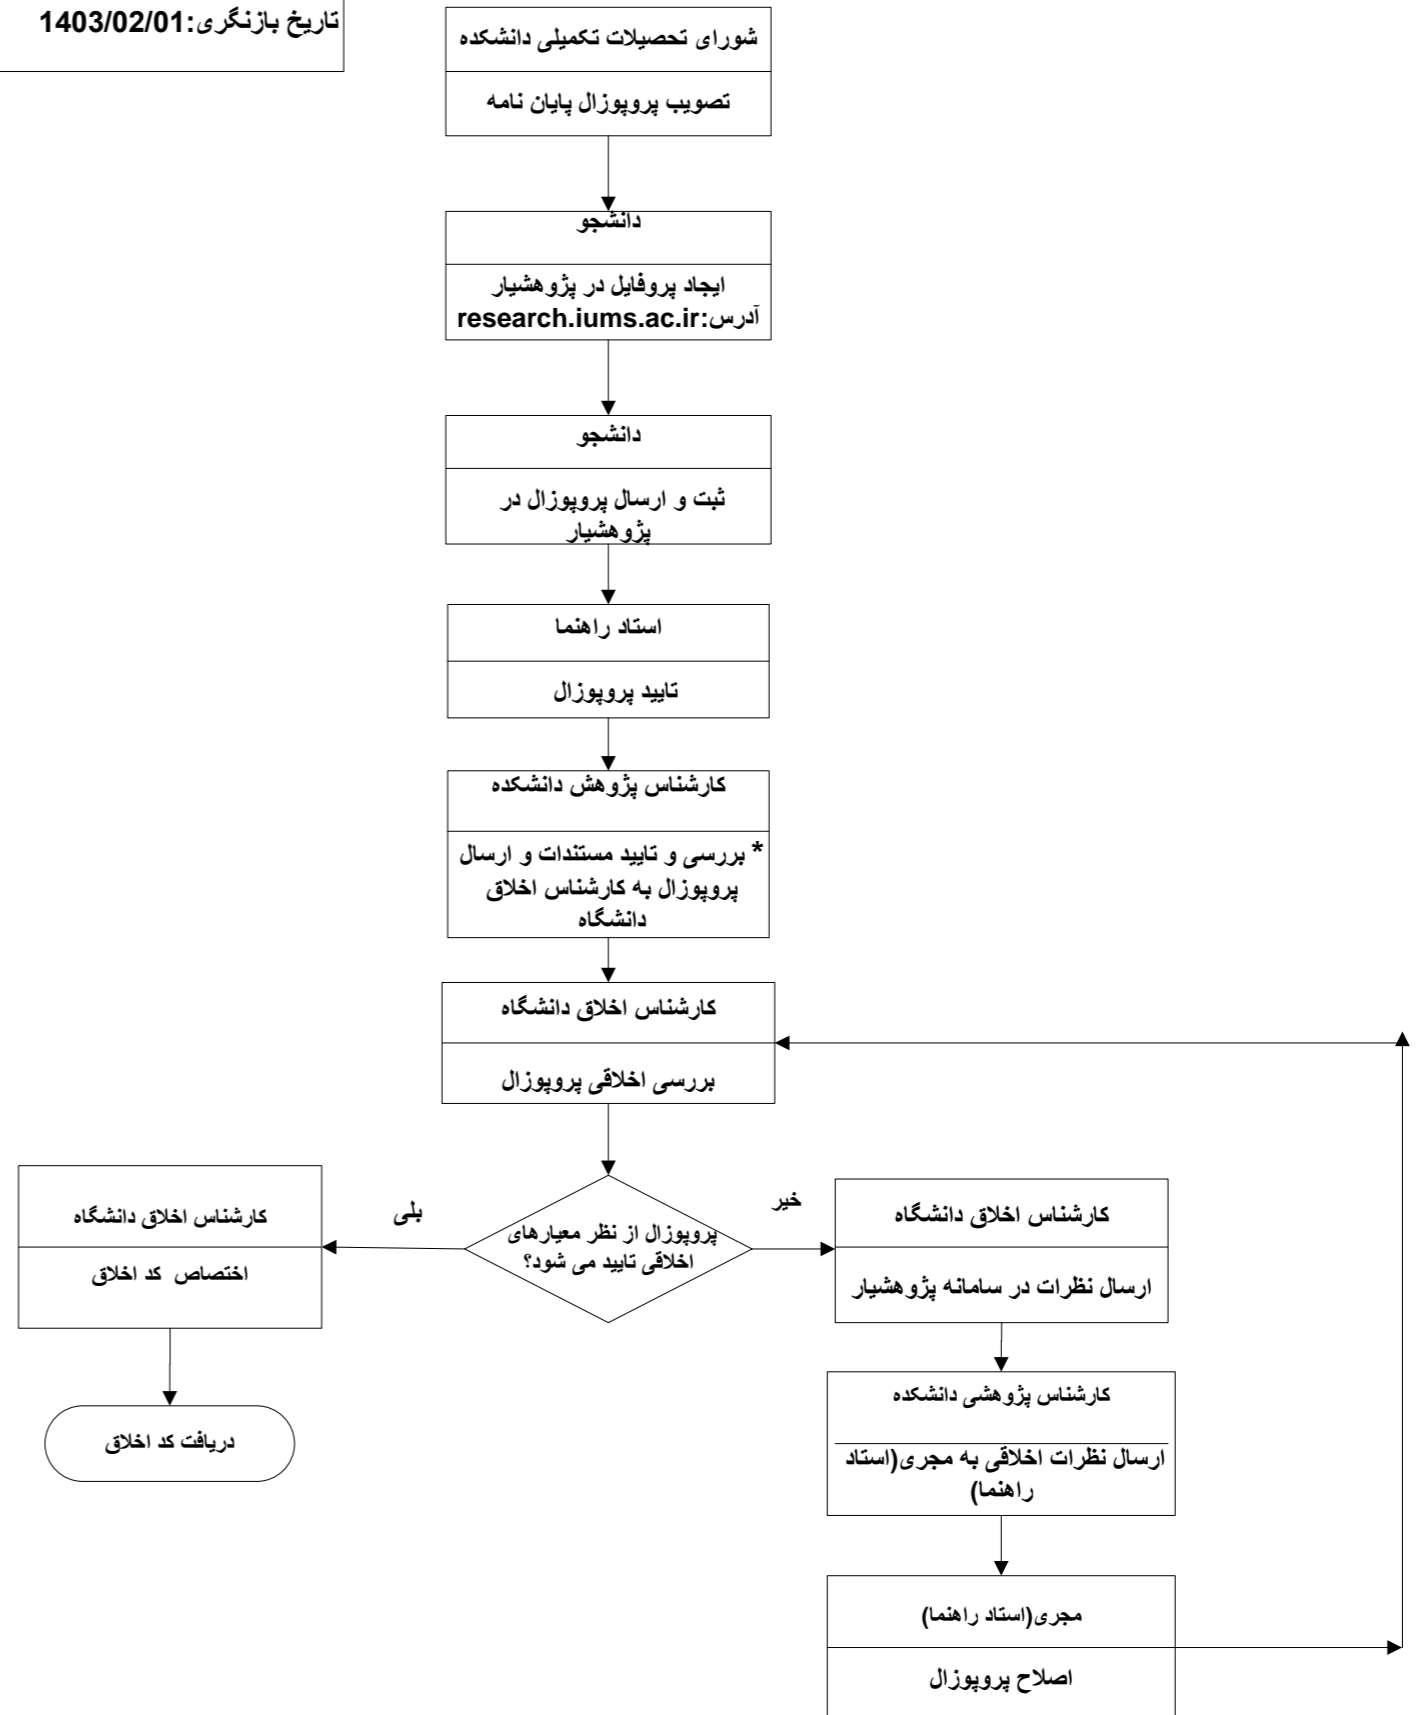 تاریخ بازنگری:1403/02/01
شورای تحصیلات تکمیلی دانشکده
تصویب پروپوزال پایان نامه
دانشجو
ایجاد پروفایل در پژوهشیار
آدرس:research.iums.ac.ir
دانشجو
ثبت و ارسال پروپوزال در
پژوهشیار
استاد راهنما
تایید پروپوزال
کارشناس پژوهش دانشکده
* بررسی و تایید مستندات و ارسال
پروپوزال به کارشناس اخلاق
دانشگاه
کارشناس اخلاق دانشگاه
بررسی اخلاقی پروپوزال
پروپوزال از نظر معیارهای
اخلاقی تایید می شود؟
خیر
بلی
کارشناس اخلاق دانشگاه
ارسال نظرات در سامانه پژوهشیار
کارشناس پژوهشی دانشکده
ارسال نظرات اخلاقی به مجری(استاد
راهنما)
مجری(استاد راهنما)
اصلاح پروپوزال
کارشناس اخلاق دانشگاه
اختصاص کد اخلاق
دریافت کد اخلاق